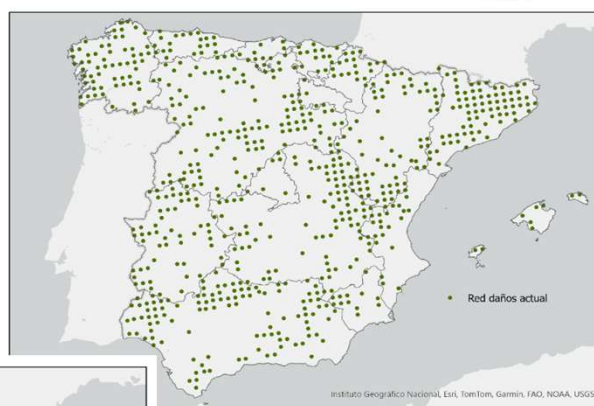 Red daños actual
Instituto Geográfico Nacional, Esri, TomTom, Garmin, FAO, NOAA, USGS